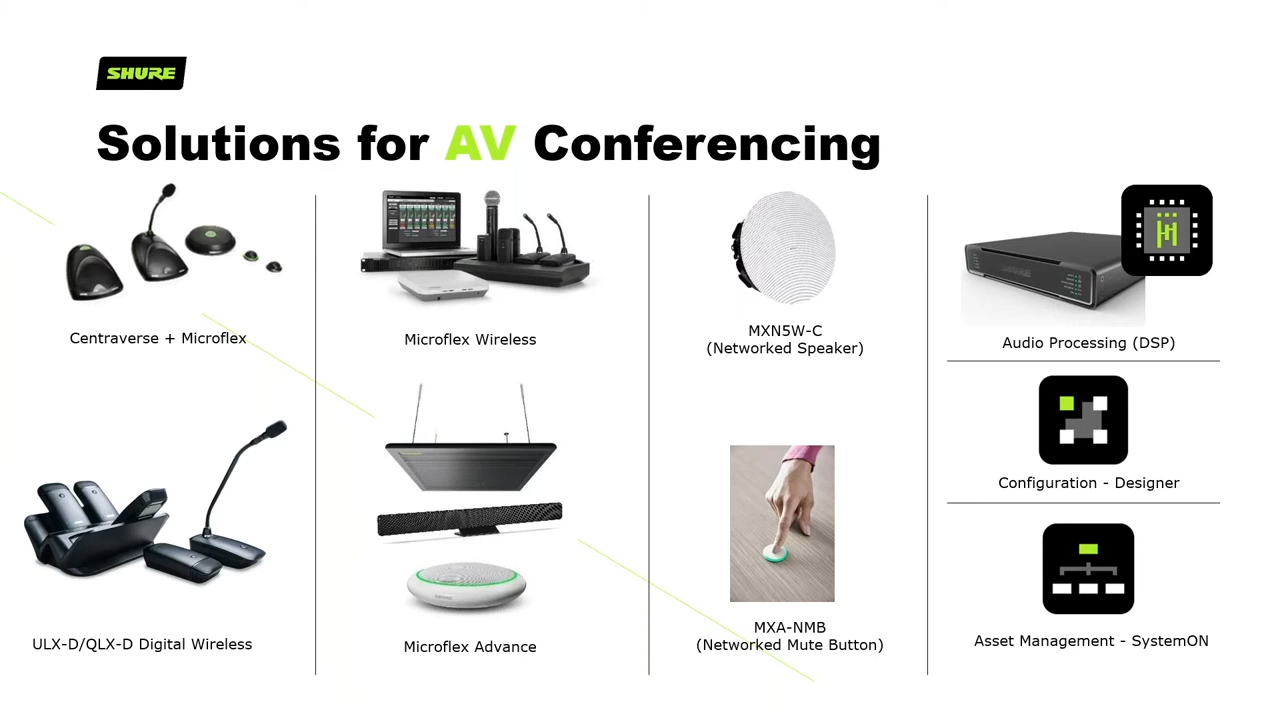 SHURE
Solutions for AV Conferencing
Centraverse + Microflex
ULX-D/QLX-D Digital Wireless
Microflex Wireless
Microflex Advance
MXN5W-C
(Networked Speaker)
MXA-NMB
(Networked Mute Button)
SHURE
Audio Processing (DSP)
Configuration - Designer
Asset Management - SystemON